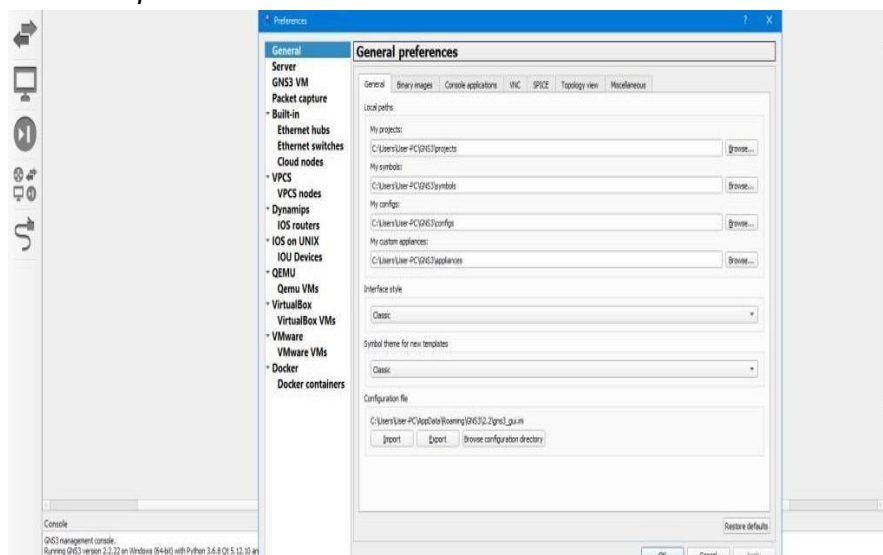 Preferences
General
Server
GNS3 VM
Packet capture
Built-in
Ethernet hubs
Ethernet switches
Cloud nodes
VPCS
VPCS nodes
Dynamips
IOS routers
IOS on UNIX
IOU Devices
QEMU
Qemu VMs
VirtualBox
VirtualBox VMs
VMware
VMware VMs
Docker
Docker containers
General preferences
General Binary images Console applications VNC SPICE Topology view Miscellaneous
Local paths
My projects:
C:\Users\User-PC\GNS3\projects Browse...
My symbols:
C:\Users\User-PC\GNS3\symbols Browse...
My configs:
C:\Users\User-PC\GNS3\configs Browse...
My custom appliances:
C:\Users\User-PC\GNS3\appliances Browse...
Interface style
Classic
Symbol theme for new templates
Classic
Configuration file
C:\Users\User-PC\AppData\Roaming\GNS3\2.2\gns3_gui.ini
Import Export Browse configuration directory
Restore defaults
Console
GNS3 management console.
Running GNS3 version 2.2.22 on Windows (64-bit) with Python 3.6.8 Qt 5.12.10 an